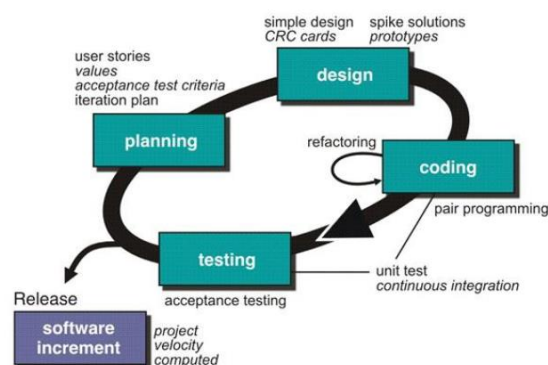 simple design
CRC cards
spike solutions
prototypes
user stories
values
acceptance test criteria
iteration plan
design
planning
refactoring
coding
pair programming
testing
unit test
continuous integration
acceptance testing
Release
software
increment
project
velocity
computed